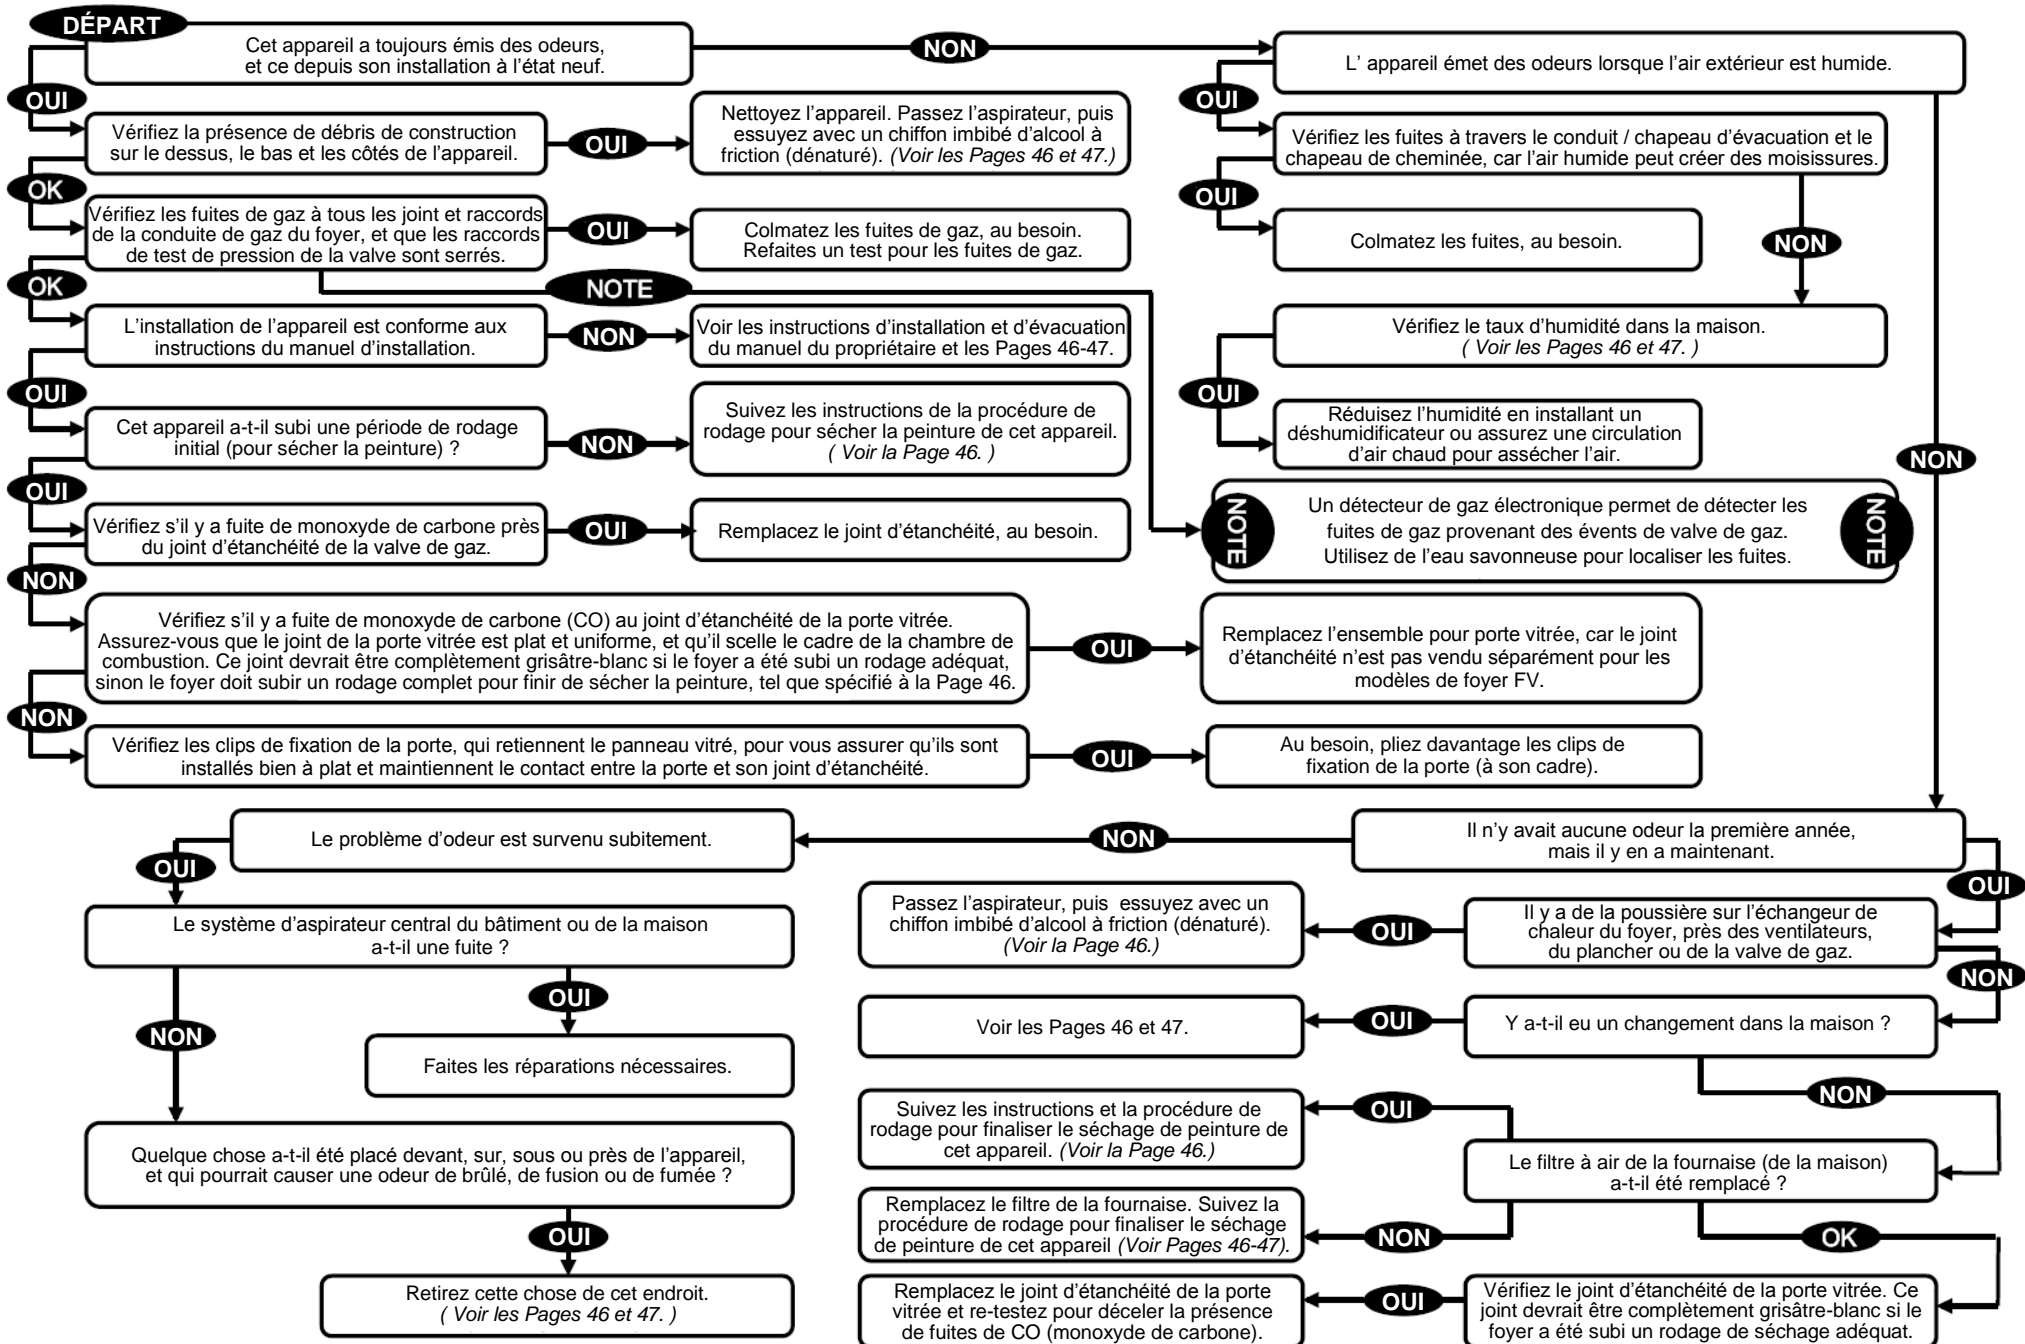 DÉPART
Cet appareil a toujours émis des odeurs,
et ce depuis son installation à l'état neuf.
NON
L' appareil émet des odeurs lorsque l'air extérieur est humide.
OUI
Vérifiez la présence de débris de construction
sur le dessus, le bas et les côtés de l'appareil.
OUI
Nettoyez l'appareil. Passez l'aspirateur, puis
essuyez avec un chiffon imbibé d'alcool à
friction (dénaturé). (Voir les Pages 46 et 47.)
OUI
Vérifiez les fuites à travers le conduit / chapeau d'évacuation et le
chapeau de cheminée, car l'air humide peut créer des moisissures.
OK
Vérifiez les fuites de gaz à tous les joint et raccords
de la conduite de gaz du foyer, et que les raccords
de test de pression de la valve sont serrés.
OUI
Colmatez les fuites de gaz, au besoin.
Refaites un test pour les fuites de gaz.
OUI
Colmatez les fuites, au besoin.
NON
OK
NOTE
L'installation de l'appareil est conforme aux
instructions du manuel d'installation.
NON
Voir les instructions d'installation et d'évacuation
du manuel du propriétaire et les Pages 46-47.
Vérifiez le taux d'humidité dans la maison.
( Voir les Pages 46 et 47. )
OUI
Cet appareil a-t-il subi une période de rodage
initial (pour sécher la peinture) ?
NON
Suivez les instructions de la procédure de
rodage pour sécher la peinture de cet appareil.
( Voir la Page 46. )
OUI
Réduisez l'humidité en installant un
déshumidificateur ou assurez une circulation
d'air chaud pour assécher l'air.
NON
OUI
Vérifiez s'il y a fuite de monoxyde de carbone près
du joint d'étanchéité de la valve de gaz.
OUI
Remplacez le joint d'étanchéité, au besoin.
NOTE
Un détecteur de gaz électronique permet de détecter les
fuites de gaz provenant des évents de valve de gaz.
Utilisez de l'eau savonneuse pour localiser les fuites.
NOTE
NON
Vérifiez s'il y a fuite de monoxyde de carbone (CO) au joint d'étanchéité de la porte vitrée.
Assurez-vous que le joint de la porte vitrée est plat et uniforme, et qu'il scelle le cadre de la chambre de
combustion. Ce joint devrait être complètement grisâtre-blanc si le foyer a été subi un rodage adéquat,
sinon le foyer doit subir un rodage complet pour finir de sécher la peinture, tel que spécifié à la Page 46.
OUI
Remplacez l'ensemble pour porte vitrée, car le joint
d'étanchéité n'est pas vendu séparément pour les
modèles de foyer FV.
NON
Vérifiez les clips de fixation de la porte, qui retiennent le panneau vitré, pour vous assurer qu'ils sont
installés bien à plat et maintiennent le contact entre la porte et son joint d'étanchéité.
OUI
Au besoin, pliez davantage les clips de
fixation de la porte (à son cadre).
Il n'y avait aucune odeur la première année,
mais il y en a maintenant.
NON
Le problème d'odeur est survenu subitement.
OUI
Le système d'aspirateur central du bâtiment ou de la maison
a-t-il une fuite ?
OUI
Faites les réparations nécessaires.
NON
Quelque chose a-t-il été placé devant, sur, sous ou près de l'appareil,
et qui pourrait causer une odeur de brûlé, de fusion ou de fumée ?
OUI
Retirez cette chose de cet endroit.
( Voir les Pages 46 et 47. )
OUI
Il y a de la poussière sur l'échangeur de
chaleur du foyer, près des ventilateurs,
du plancher ou de la valve de gaz.
OUI
Passez l'aspirateur, puis essuyez avec un
chiffon imbibé d'alcool à friction (dénaturé).
(Voir la Page 46.)
NON
Y a-t-il eu un changement dans la maison ?
OUI
Voir les Pages 46 et 47.
NON
Le filtre à air de la fournaise (de la maison)
a-t-il été remplacé ?
OUI
Suivez les instructions et la procédure de
rodage pour finaliser le séchage de peinture de
cet appareil. (Voir la Page 46.)
NON
Remplacez le filtre de la fournaise. Suivez la
procédure de rodage pour finaliser le séchage
de peinture de cet appareil (Voir Pages 46-47).
OK
Vérifiez le joint d'étanchéité de la porte vitrée. Ce
joint devrait être complètement grisâtre-blanc si le
foyer a été subi un rodage de séchage adéquat.
OUI
Remplacez le joint d'étanchéité de la porte
vitrée et re-testez pour déceler la présence
de fuites de CO (monoxyde de carbone).